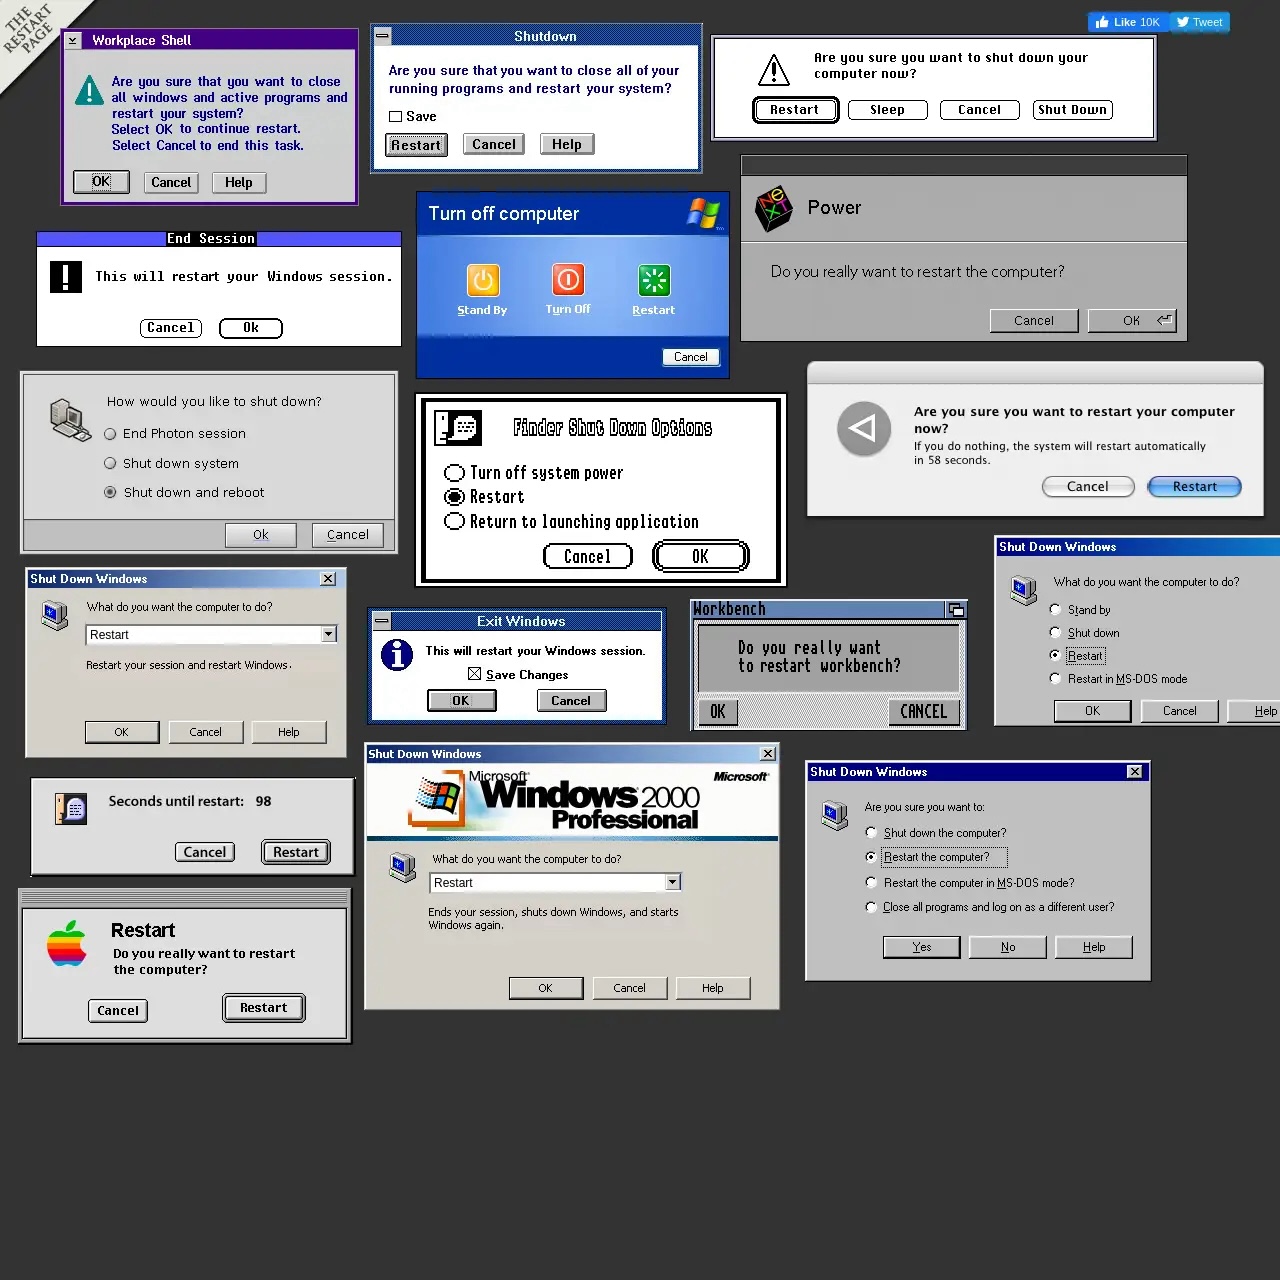 THE
RESTART
PAGE
Like 10K
Tweet
Workplace Shell
Are you sure that you want to close
all windows and active programs and
restart your system?
Select OK to continue restart.
Select Cancel to end this task.
OK
Cancel
Help
Shutdown
Are you sure that you want to close all of your
running programs and restart your system?
Save
Restart
Cancel
Help
Are you sure you want to shut down your
computer now?
Restart
Sleep
Cancel
Shut Down
End Session
This will restart your Windows session.
Cancel
Ok
Turn off computer
Stand By
Turn Off
Restart
Cancel
NeXT
Power
Do you really want to restart the computer?
Cancel
OK
How would you like to shut down?
End Photon session
Shut down system
Shut down and reboot
Ok
Cancel
Finder Shut Down Options
Turn off system power
Restart
Return to launching application
Cancel
OK
Are you sure you want to restart your computer
now?
If you do nothing, the system will restart automatically
in 58 seconds.
Cancel
Restart
Shut Down Windows
What do you want the computer to do?
Restart
Restart your session and restart Windows.
OK
Cancel
Help
Exit Windows
This will restart your Windows session.
Save Changes
OK
Cancel
Workbench
Do you really want
to restart workbench?
OK
CANCEL
Shut Down Windows
What do you want the computer to do?
Stand by
Shut down
Restart
Restart in MS-DOS mode
OK
Cancel
Help
Seconds until restart: 98
Cancel
Restart
Shut Down Windows
Microsoft
Windows 2000
Professional
Microsoft
What do you want the computer to do?
Restart
Ends your session, shuts down Windows, and starts
Windows again.
OK
Cancel
Help
Shut Down Windows
Are you sure you want to:
Shut down the computer?
Restart the computer?
Restart the computer in MS-DOS mode?
Close all programs and log on as a different user?
Yes
No
Help
Restart
Do you really want to restart
the computer?
Cancel
Restart